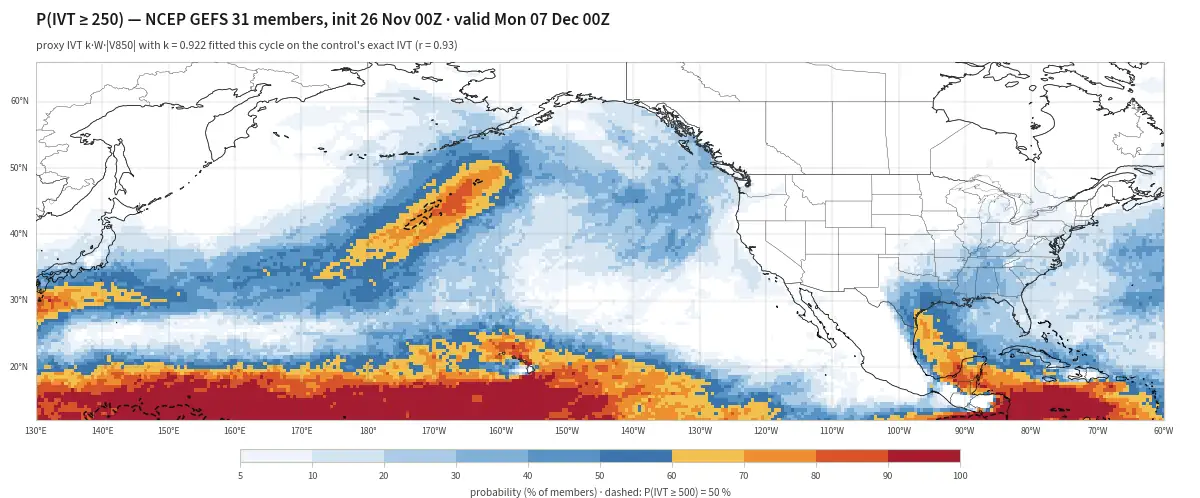 P(IVT ≥ 250) — NCEP GEFS 31 members, init 26 Nov 00Z · valid Mon 07 Dec 00Z
proxy IVT k·W·|V850| with k = 0.922 fitted this cycle on the control's exact IVT (r = 0.93)
60°N
50°N
40°N
30°N
20°N
130°E 140°E 150°E 160°E 170°E 180° 170°W 160°W 150°W 140°W 130°W 120°W 110°W 100°W 90°W 80°W 70°W 60°W
5 10 20 30 40 50 60 70 80 90 100
probability (% of members) · dashed: P(IVT ≥ 500) = 50 %